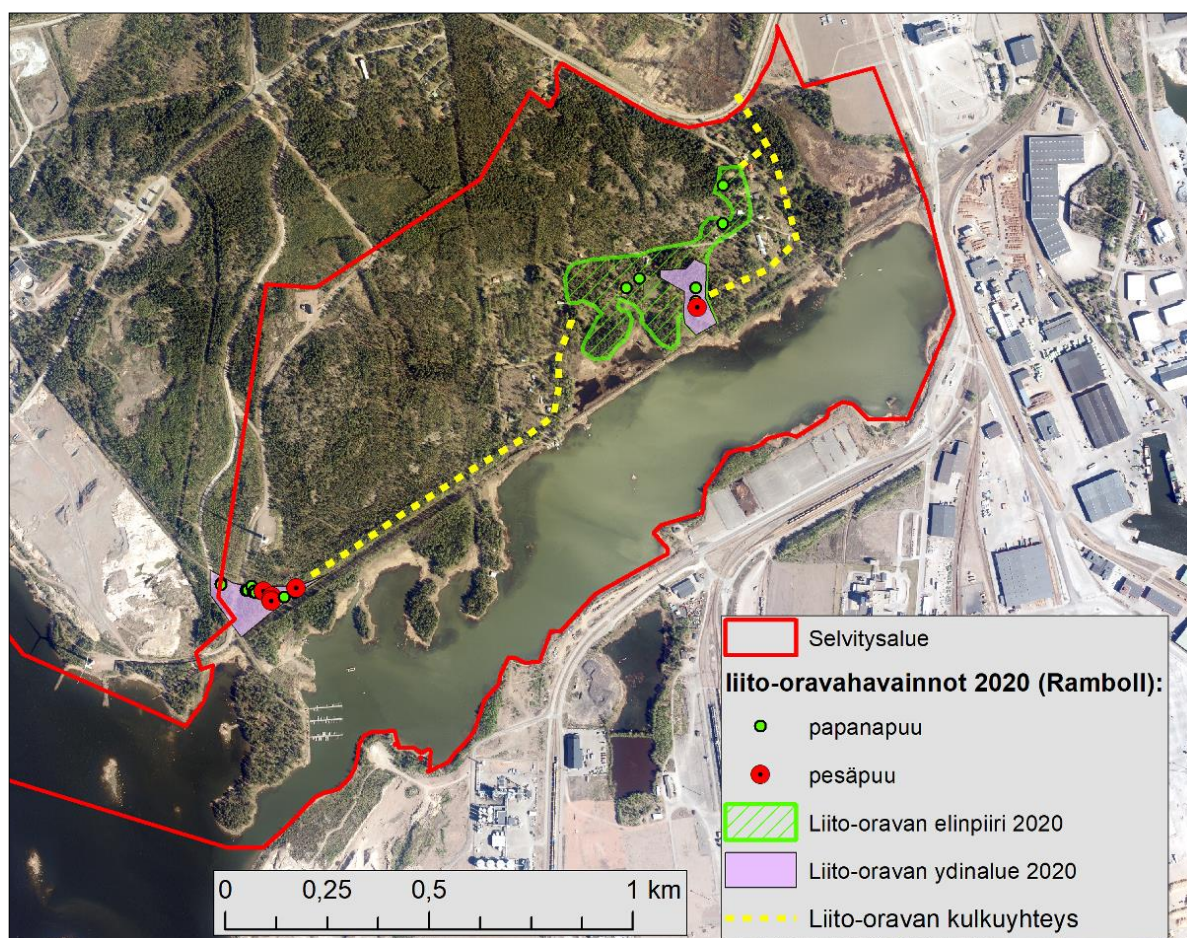 Selvitysalue
liito-oravahavainnot 2020 (Ramboll):
papanapuu
pesäpuu
Liito-oravan elinpiiri 2020
Liito-oravan ydinalue 2020
Liito-oravan kulkuyhteys
0 0,25 0,5 1 km